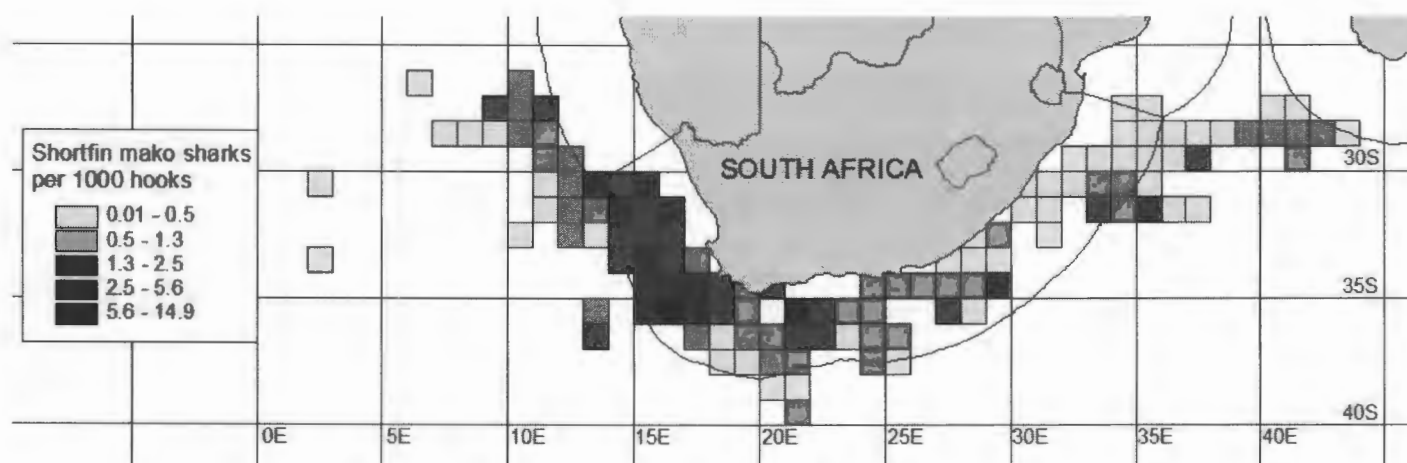 Shortfin mako sharks
per 1000 hooks
0.01 - 0.5
0.5 - 1.3
1.3 - 2.5
2.5 - 5.6
5.6 - 14.9
SOUTH AFRICA
30S
35S
40S
0E
5E
10E
15E
20E
25E
30E
35E
40E